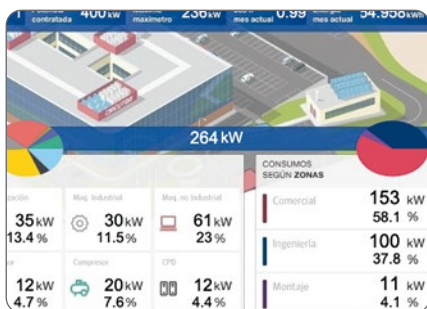 contratada 400 kW
maxímetro 236 kW
mes actual 0.99
Energía
mes actual 54.958 kWh
264 kW
CONSUMOS
SEGÚN ZONAS
35 kW
13.4 %
Maq. Industrial
30 kW
11.5 %
Maq. no Industrial
61 kW
23 %
12 kW
4.7 %
Compresor
20 kW
7.6 %
CPD
12 kW
4.4 %
Comercial
153 kW
58.1 %
Ingeniería
100 kW
37.8 %
Montaje
11 kW
4.1 %